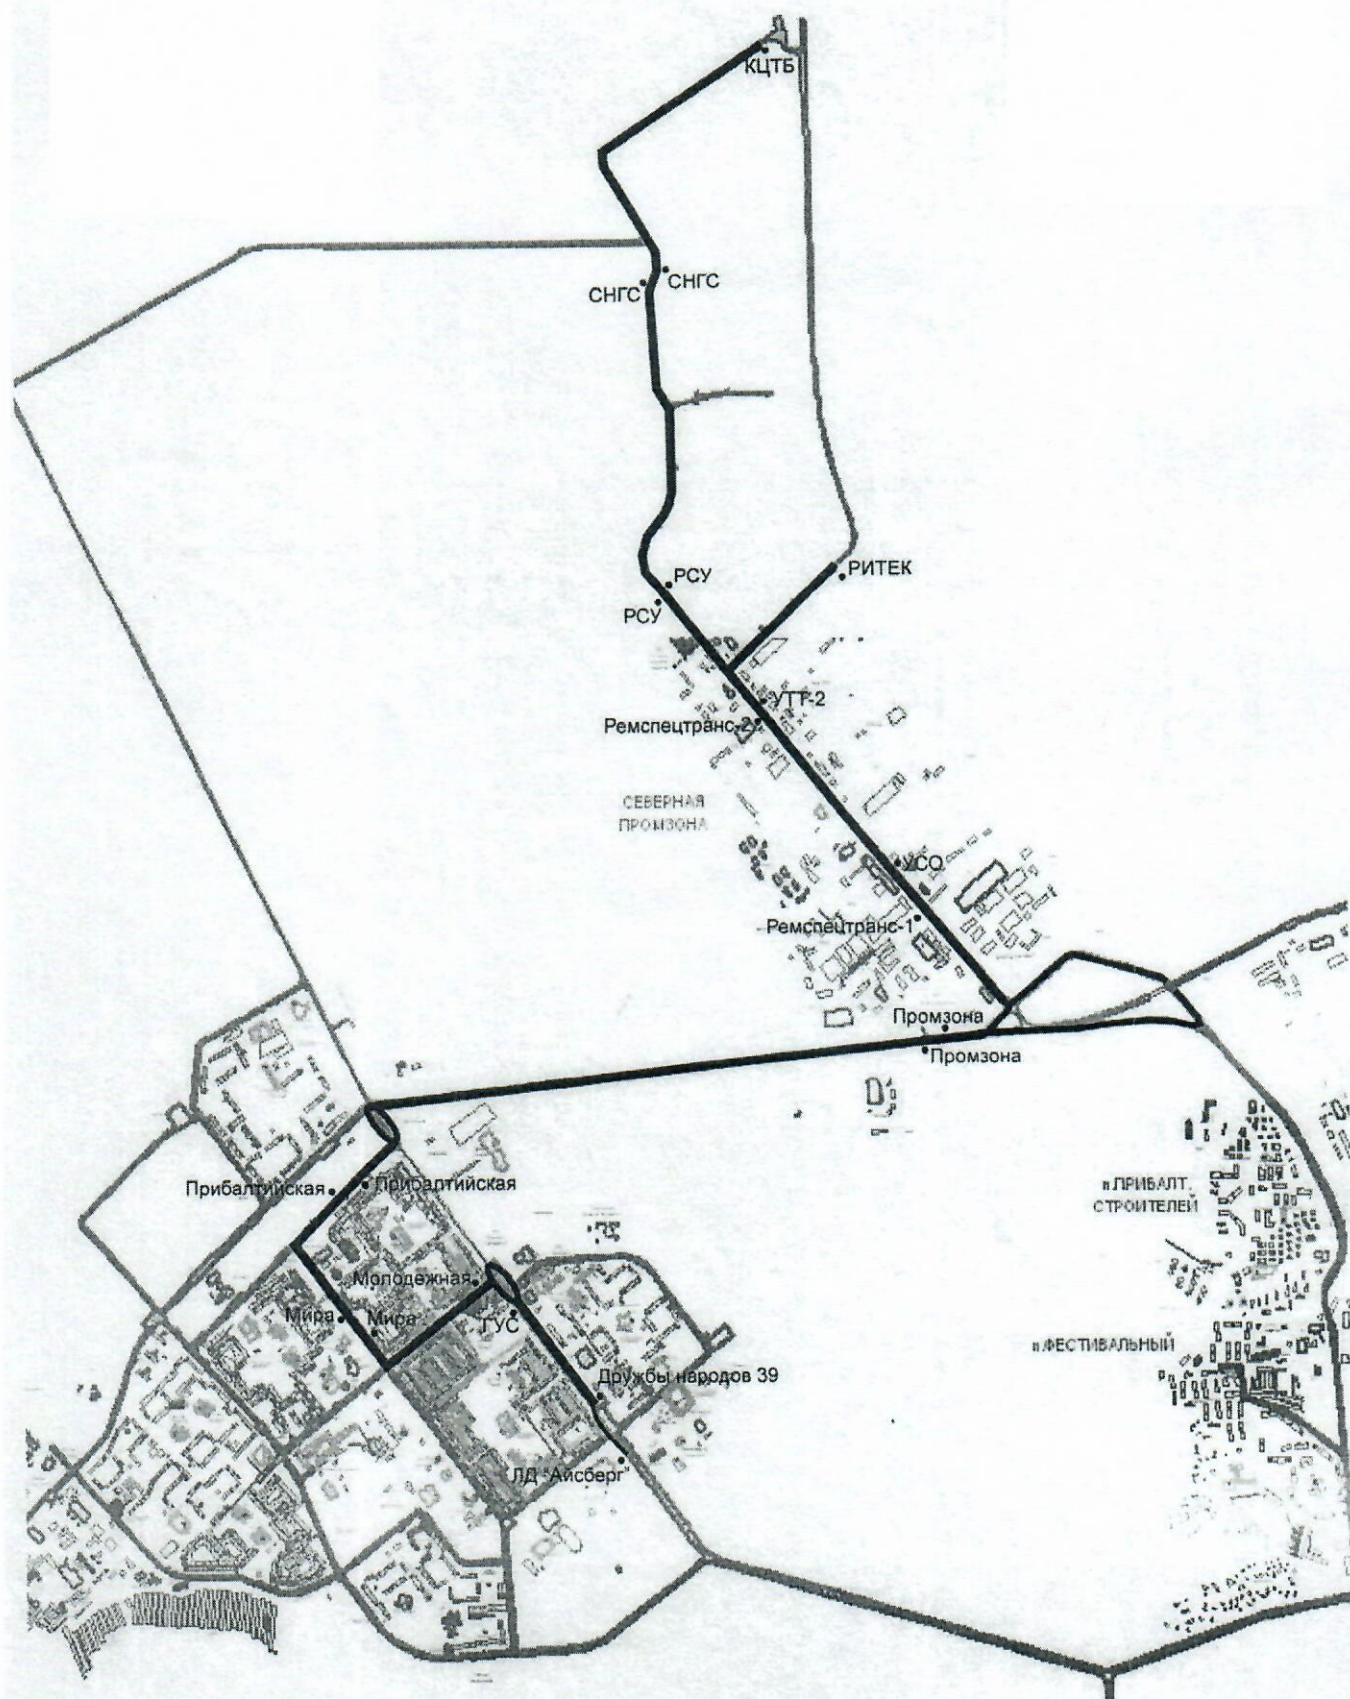 КЦТБ
СНГС
СНГС
РИТЕК
РСУ
РСУ
УТТ-2
Ремспецтранс-2
СЕВЕРНАЯ
ПРОМЗОНА
УСО
Ремспецтранс-1
Промзона
Промзона
Прибалтийская
Прибалтийская
п.ПРИБАЛТ.
СТРОИТЕЛЕЙ
Молодежная
Мира
Мира
ГУС
п.ФЕСТИВАЛЬНЫЙ
Дружбы народов 39
ЛД "Айсберг"